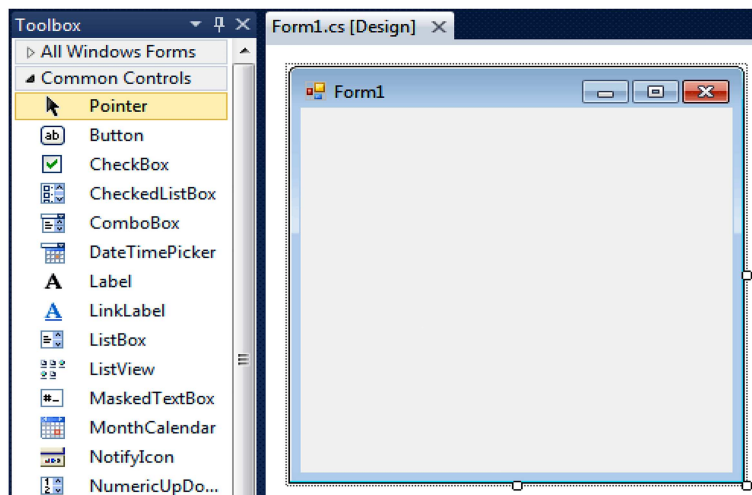 Toolbox
All Windows Forms
Common Controls
Pointer
Button
CheckBox
CheckedListBox
ComboBox
DateTimePicker
Label
LinkLabel
ListBox
ListView
MaskedTextBox
MonthCalendar
NotifyIcon
NumericUpDo...
Form1.cs [Design]
Form1